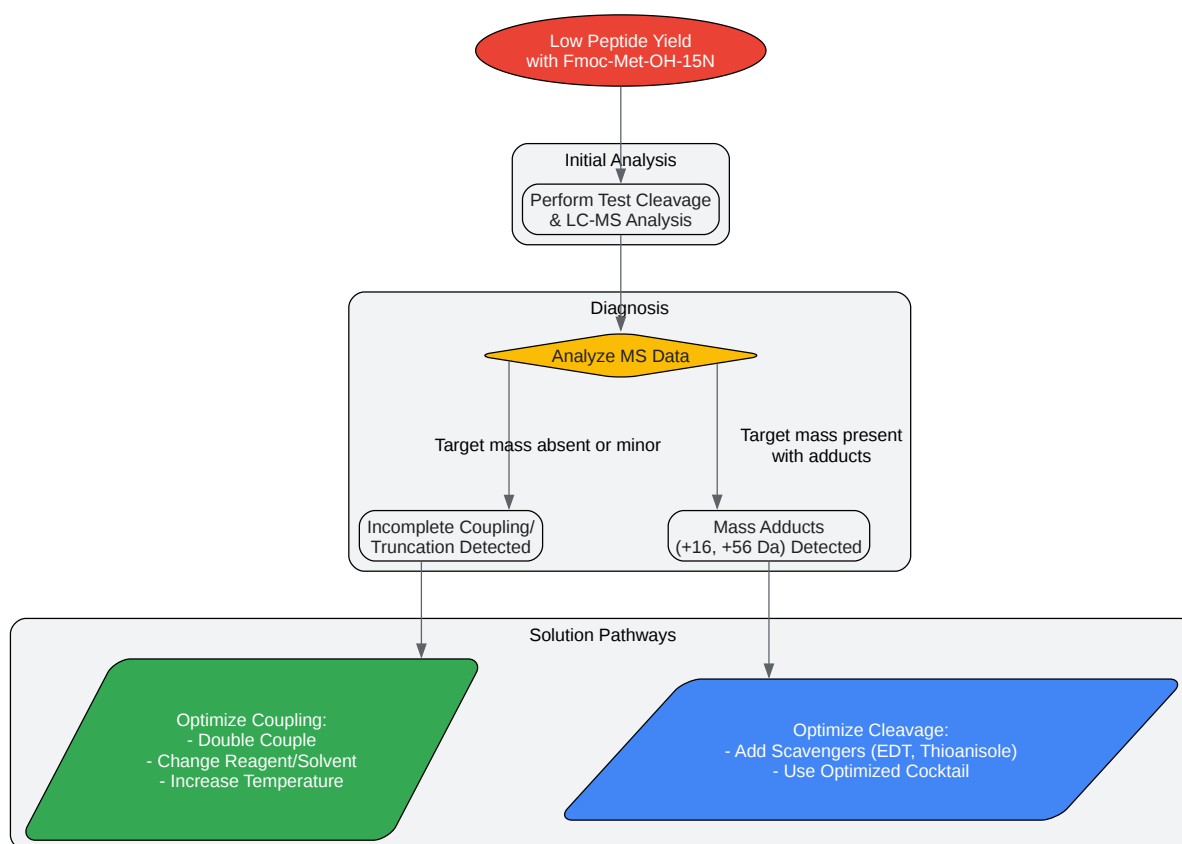 Low Peptide Yield
with Fmoc-Met-OH-15N
Initial Analysis
Perform Test Cleavage
& LC-MS Analysis
Diagnosis
Analyze MS Data
Target mass absent or minor
Target mass present
with adducts
Incomplete Coupling/
Truncation Detected
Mass Adducts
(+16, +56 Da) Detected
Solution Pathways
Optimize Coupling:
- Double Couple
- Change Reagent/Solvent
- Increase Temperature
Optimize Cleavage:
- Add Scavengers (EDT, Thioanisole)
- Use Optimized Cocktail